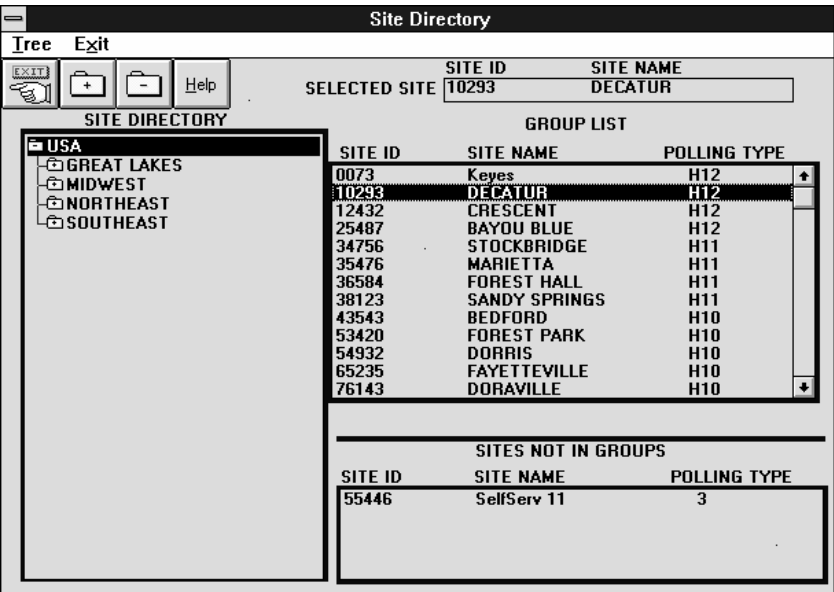 Site Directory
Tree Exit
EXIT + - Help
SITE ID SITE NAME
SELECTED SITE 10293 DECATUR
SITE DIRECTORY
USA
GREAT LAKES
MIDWEST
NORTHEAST
SOUTHEAST
GROUP LIST
SITE ID SITE NAME POLLING TYPE
0073 Keyes H12
10293 DECATUR H12
12432 CRESCENT H12
25487 BAYOU BLUE H12
34756 STOCKBRIDGE H11
35476 MARIETTA H11
36584 FOREST HALL H11
38123 SANDY SPRINGS H11
43543 BEDFORD H10
53420 FOREST PARK H10
54932 DORRIS H10
65235 FAYETTEVILLE H10
76143 DORAVILLE H10
SITES NOT IN GROUPS
SITE ID SITE NAME POLLING TYPE
55446 SelfServ 11 3